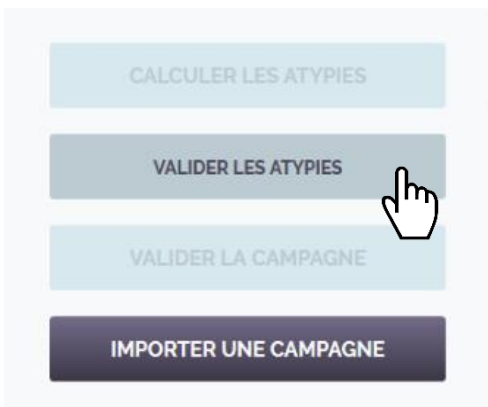 CALCULER LES ATYPIES
VALIDER LES ATYPIES
VALIDER LA CAMPAGNE
IMPORTER UNE CAMPAGNE